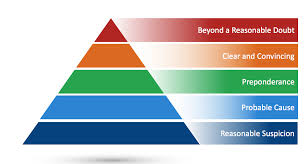 Beyond a Reasonable Doubt
Clear and Convincing
Preponderance
Probable Cause
Reasonable Suspicion